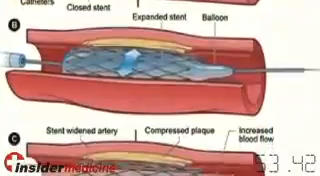 Catheters
Closed stent
Expanded stent
Balloon
B
C
Stent widened artery
Compressed plaque
Increased
blood flow
insidermedicine
53.42